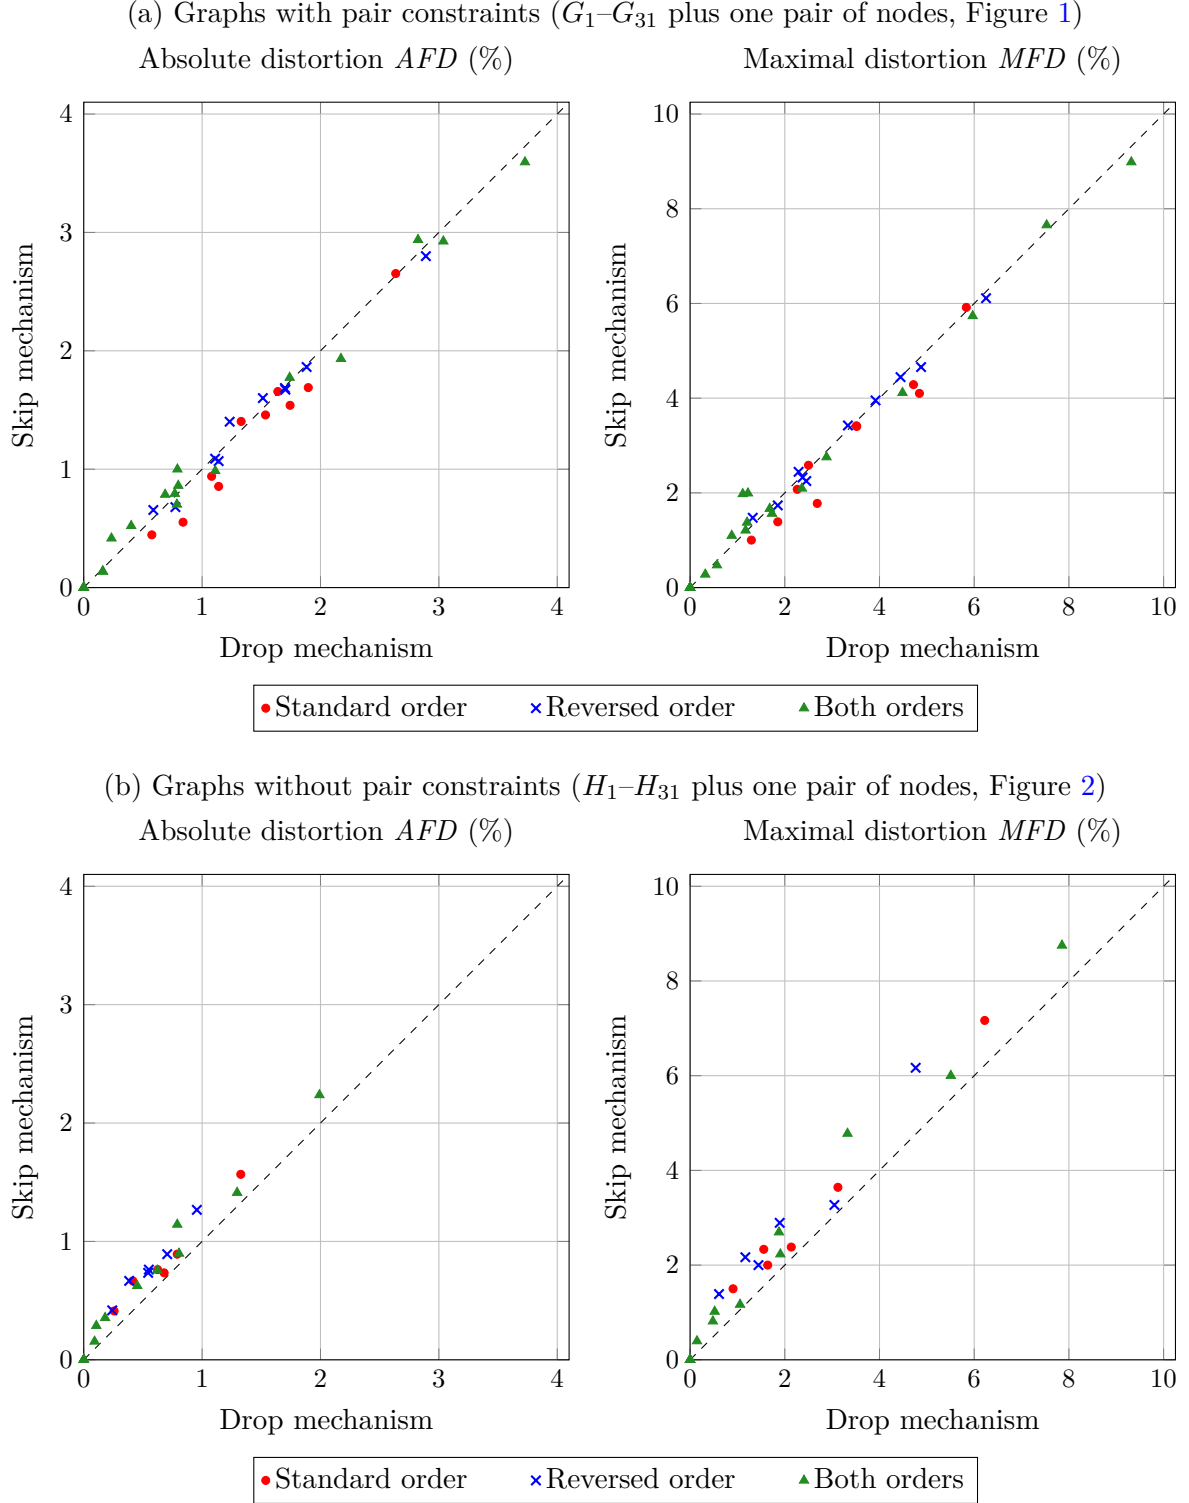 (a) Graphs with pair constraints (G₁–G₃₁ plus one pair of nodes, Figure 1)
Absolute distortion AFD (%)
4
3
2
1
0
Skip mechanism
0 1 2 3 4
Drop mechanism
Maximal distortion MFD (%)
10
8
6
4
2
0
Skip mechanism
0 2 4 6 8 10
Drop mechanism
Standard order Reversed order Both orders
(b) Graphs without pair constraints (H₁–H₃₁ plus one pair of nodes, Figure 2)
Absolute distortion AFD (%)
4
3
2
1
0
Skip mechanism
0 1 2 3 4
Drop mechanism
Maximal distortion MFD (%)
10
8
6
4
2
0
Skip mechanism
0 2 4 6 8 10
Drop mechanism
Standard order Reversed order Both orders